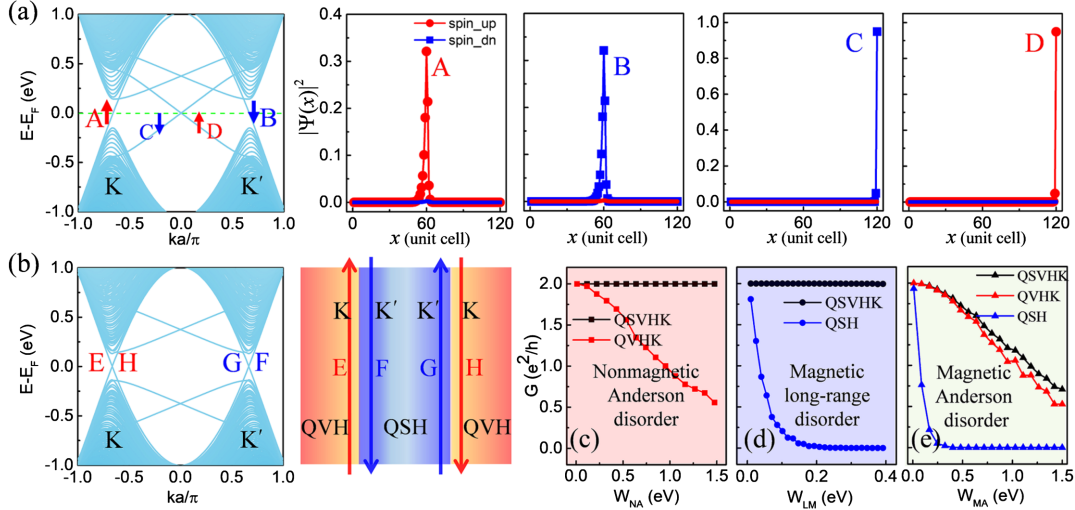 (a)
E-E_F (eV)
1.0
0.5
0.0
-0.5
-1.0
A
C
D
B
K
K′
-1.0 -0.5 0.0 0.5 1.0
ka/π
|Ψ(x)|²
0.4
0.3
0.2
0.1
0.0
spin_up
spin_dn
A
0 60 120
x (unit cell)
B
0 60 120
x (unit cell)
1.0
0.8
0.6
0.4
0.2
0.0
C
0 60 120
x (unit cell)
D
0 60 120
x (unit cell)
(b)
E-E_F (eV)
1.0
0.5
0.0
-0.5
-1.0
E H G F
K
K′
-1.0 -0.5 0.0 0.5 1.0
ka/π
K K′ K′ K
E F G H
QVH QSH QVH
G (e²/h)
2.0
1.5
1.0
0.5
0.0
QSVHK
QVHK
Nonmagnetic
Anderson
disorder
(c)
0.0 0.5 1.0 1.5
W_NA (eV)
QSVHK
QSH
Magnetic
long-range
disorder
(d)
0.0 0.2 0.4
W_LM (eV)
QSVHK
QVHK
QSH
Magnetic
Anderson
disorder
(e)
0.0 0.5 1.0 1.5
W_MA (eV)